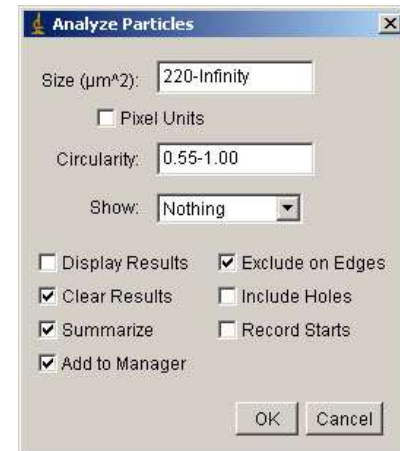 Analyze Particles
Size (µm^2): 220-Infinity
Pixel Units
Circularity: 0.55-1.00
Show: Nothing
Display Results Exclude on Edges
Clear Results Include Holes
Summarize Record Starts
Add to Manager
OK Cancel